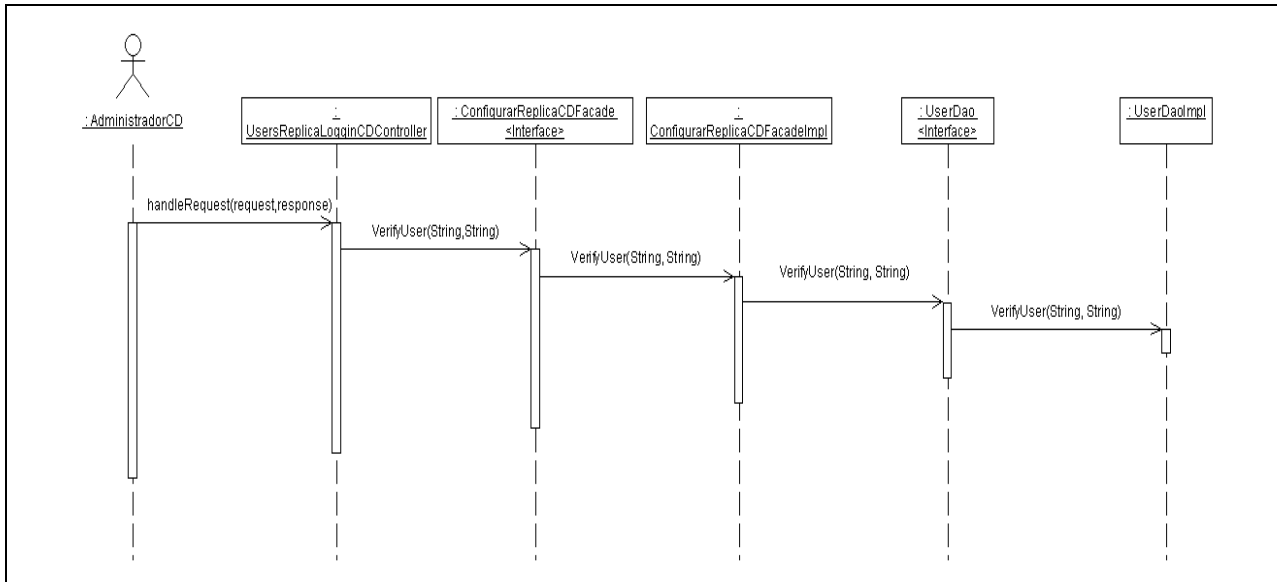 : AdministradorCD
:
UsersReplicaLogginCDController
: ConfigurarReplicaCDFacade
<Interface>
:
ConfigurarReplicaCDFacadeImpl
: UserDao
<Interface>
: UserDaoImpl
handleRequest(request,response)
VerifyUser(String,String)
VerifyUser(String, String)
VerifyUser(String, String)
VerifyUser(String, String)